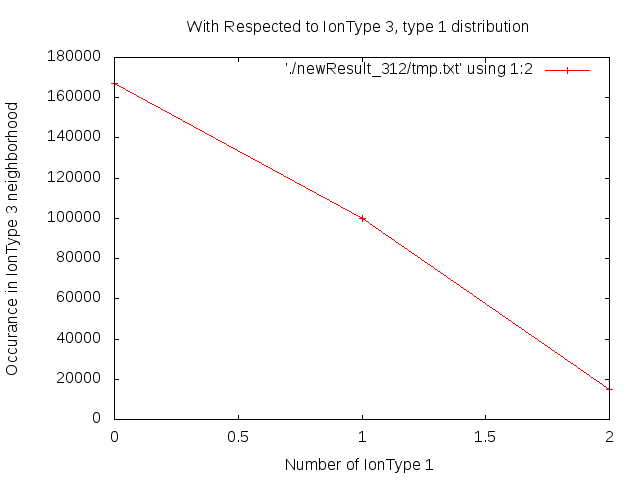 With Respected to IonType 3, type 1 distribution
'./newResult_312/tmp.txt' using 1:2
180000
160000
140000
120000
100000
80000
60000
40000
20000
0
Occurance in IonType 3 neighborhood
0 0.5 1 1.5 2
Number of IonType 1